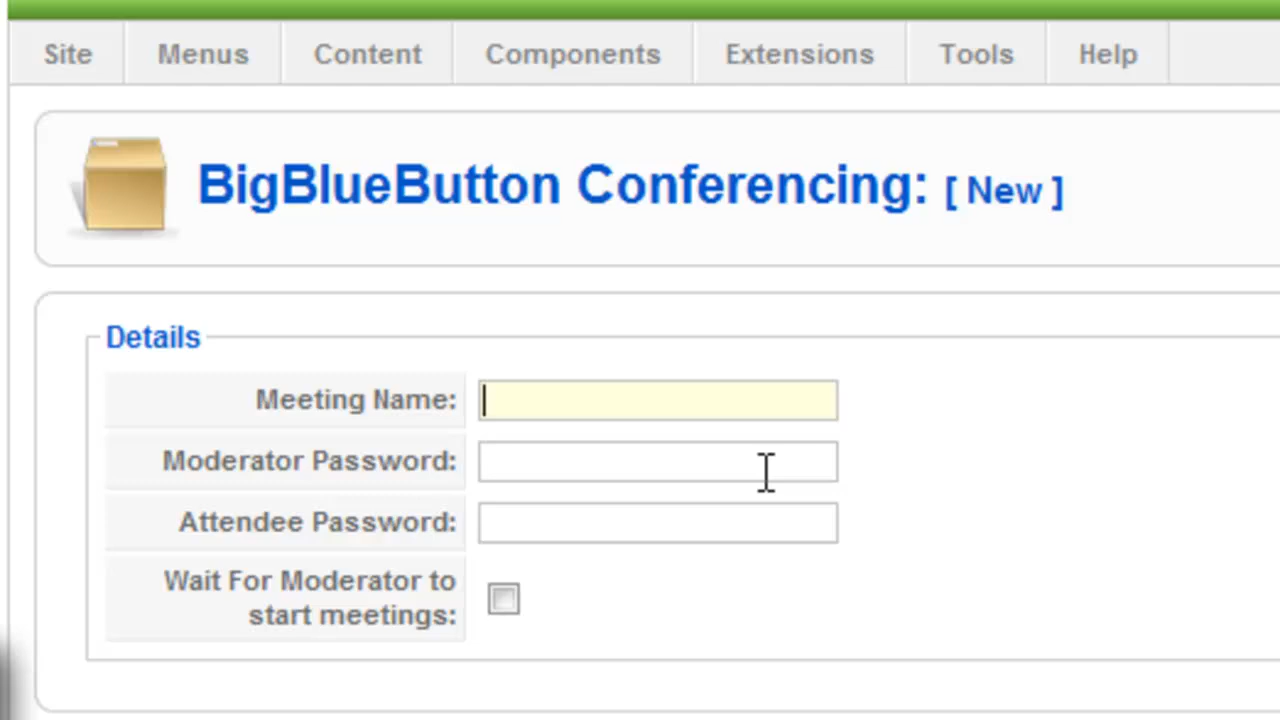 Site Menus Content Components Extensions Tools Help
BigBlueButton Conferencing: [ New ]
Details
Meeting Name:
Moderator Password:
Attendee Password:
Wait For Moderator to
start meetings: